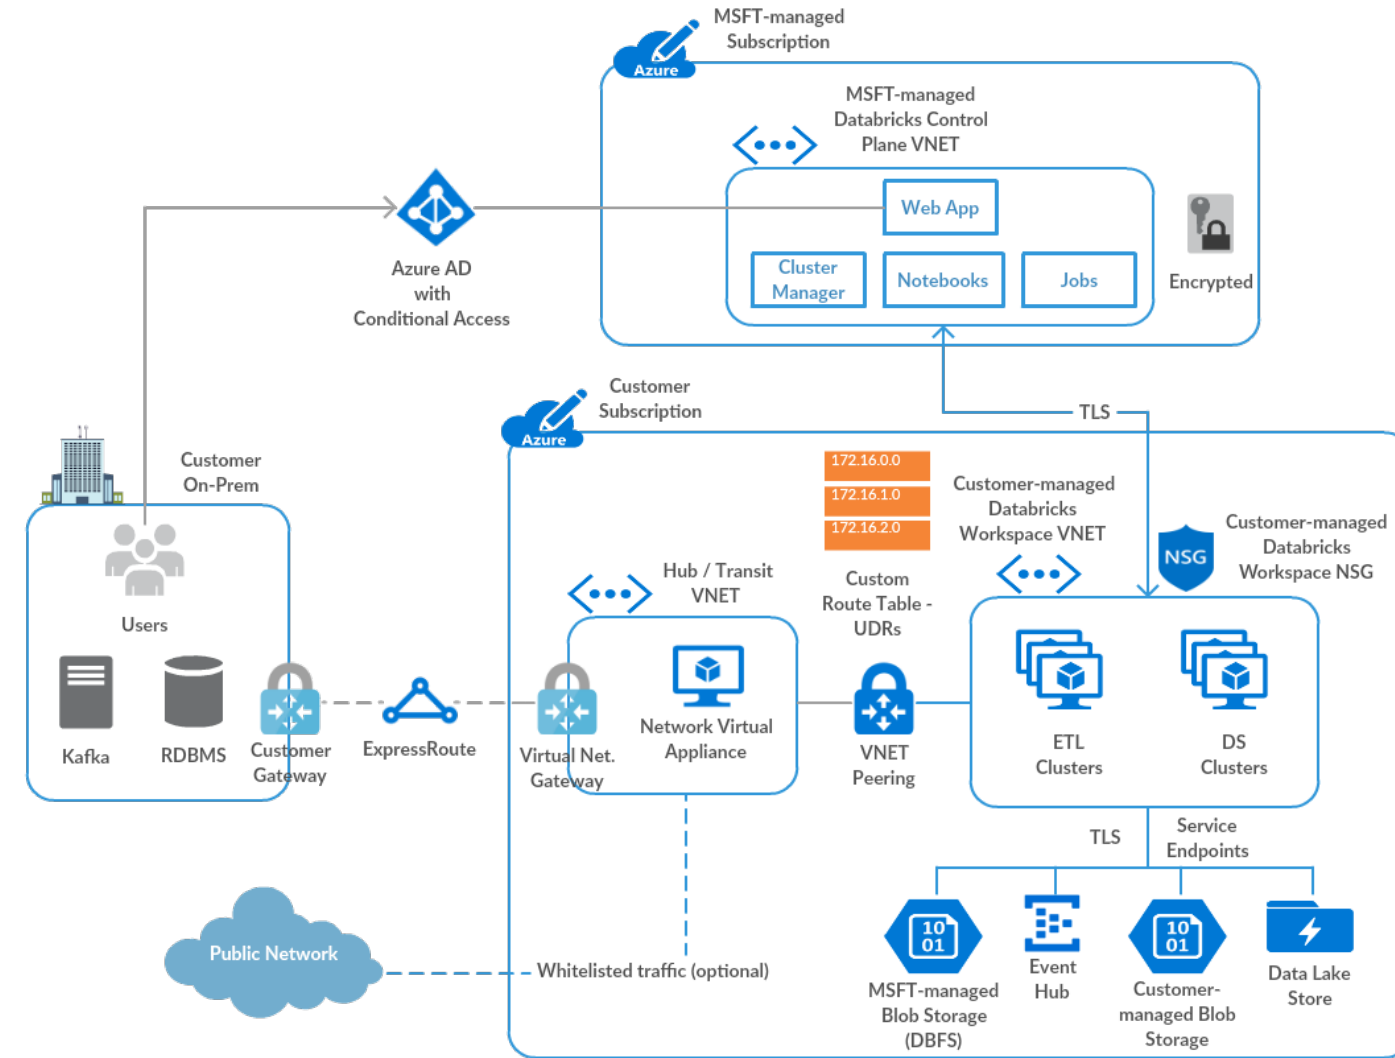 MSFT-managed
Subscription
Azure
MSFT-managed
Databricks Control
Plane VNET
Web App
Cluster
Manager
Notebooks
Jobs
Encrypted
Azure AD
with
Conditional Access
Customer
Subscription
Azure
TLS
Customer
On-Prem
Users
Kafka
RDBMS
Customer
Gateway
ExpressRoute
Virtual Net.
Gateway
Hub / Transit
VNET
Network Virtual
Appliance
172.16.0.0
172.16.1.0
172.16.2.0
Custom
Route Table -
UDRs
VNET
Peering
Customer-managed
Databricks
Workspace VNET
NSG
Customer-managed
Databricks
Workspace NSG
ETL
Clusters
DS
Clusters
TLS
Service
Endpoints
Public Network
Whitelisted traffic (optional)
10
01
MSFT-managed
Blob Storage
(DBFS)
Event
Hub
10
01
Customer-
managed Blob
Storage
Data Lake
Store